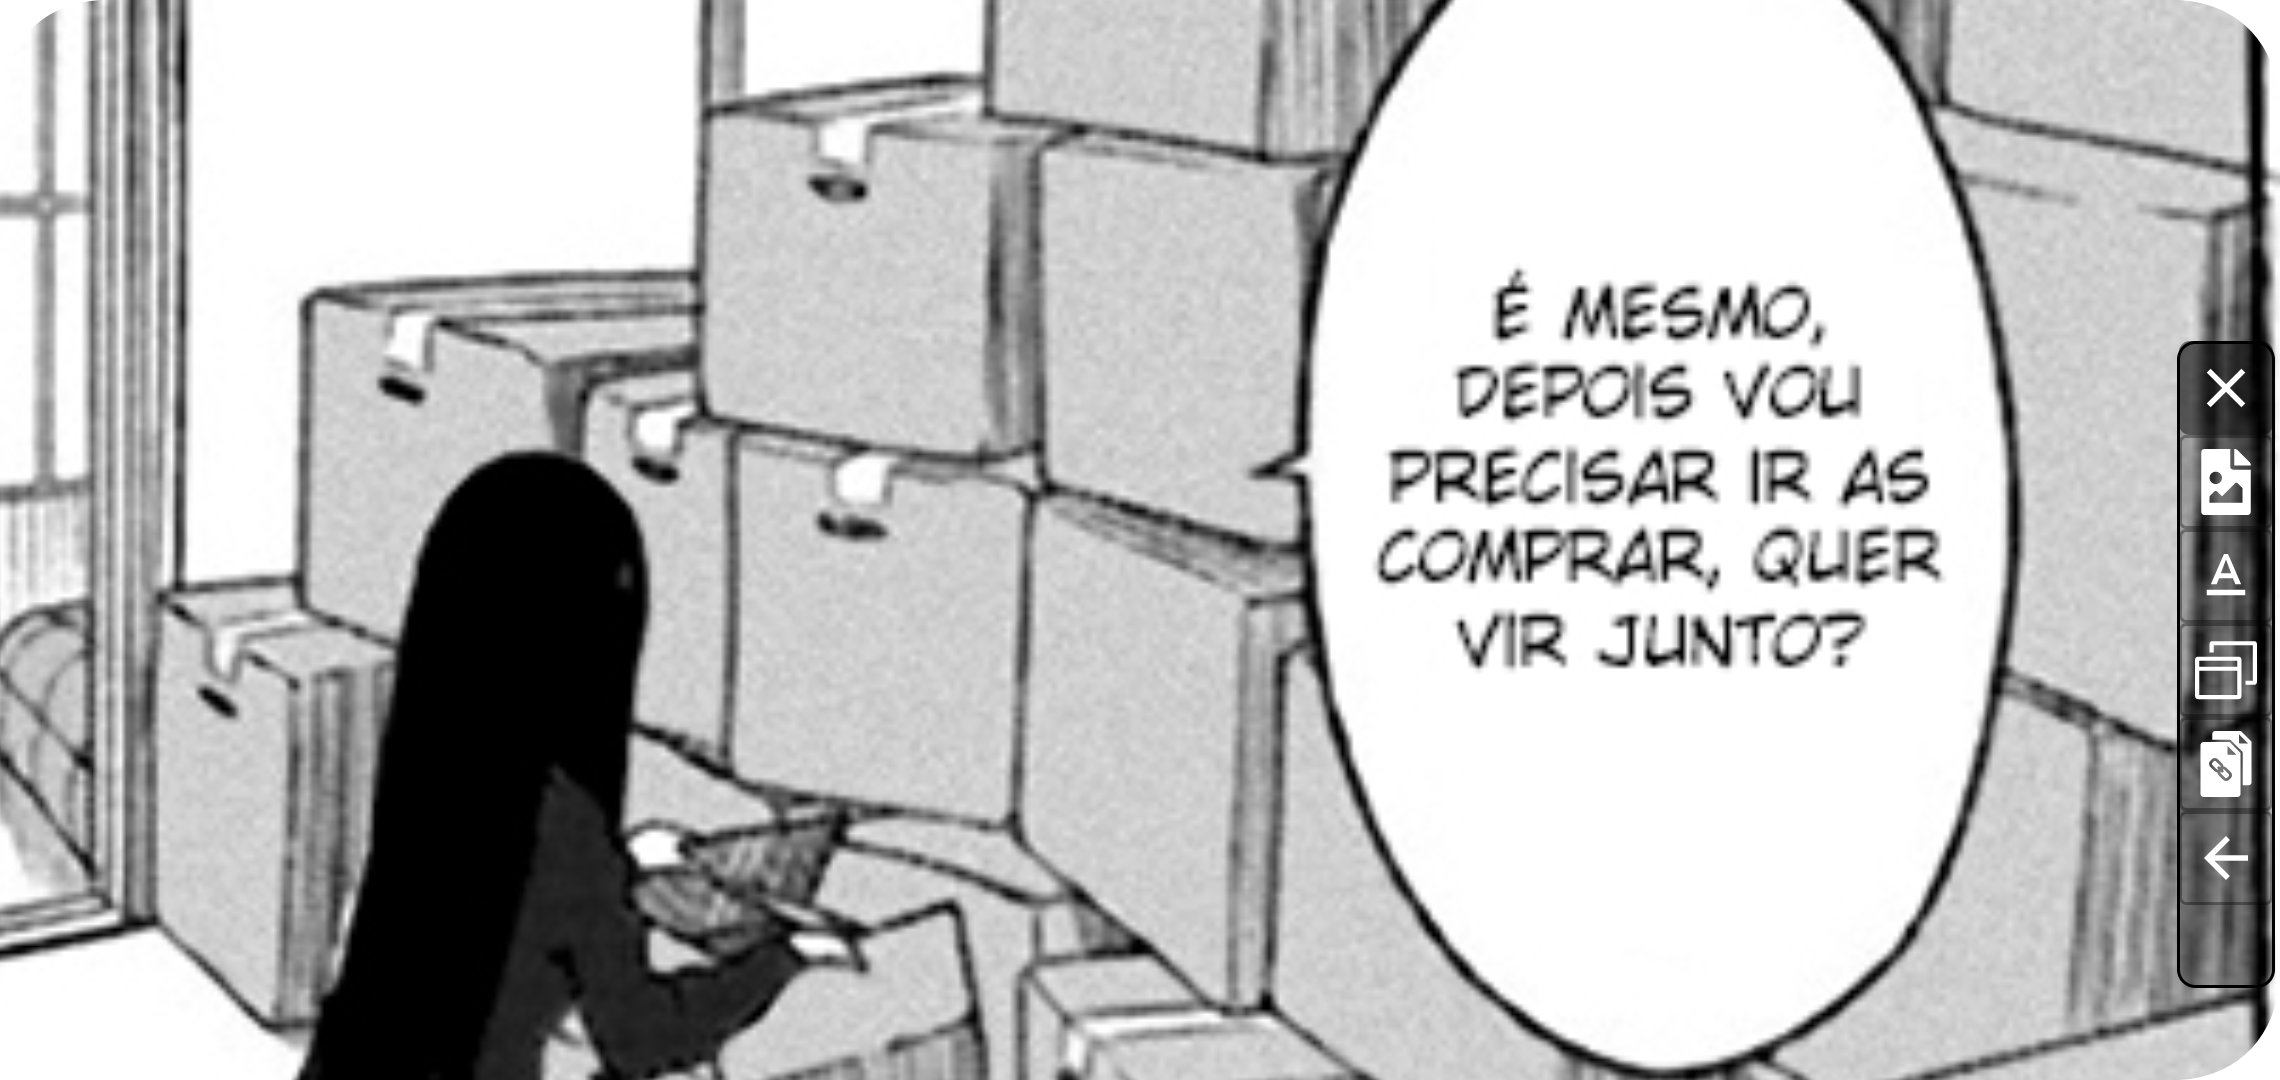 É MESMO,
DEPOIS VOU
PRECISAR IR AS
COMPRAR, QUER
VIR JUNTO?